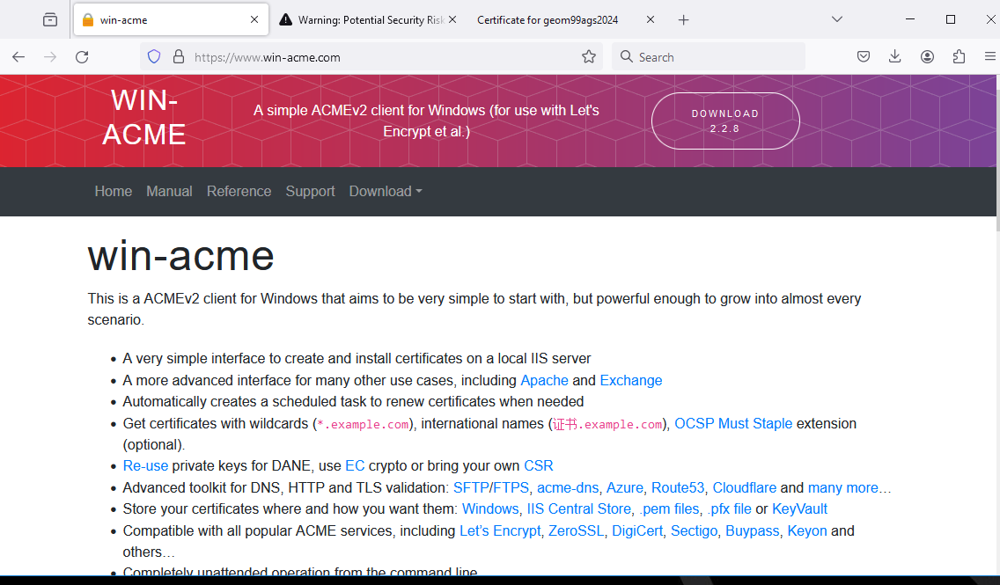 win-acme
Warning: Potential Security Risk
Certificate for geom99ags2024
https://www.win-acme.com
Search
WIN-
ACME
A simple ACMEv2 client for Windows (for use with Let's
Encrypt et al.)
DOWNLOAD
2.2.8
Home Manual Reference Support Download
win-acme
This is a ACMEv2 client for Windows that aims to be very simple to start with, but powerful enough to grow into almost every
scenario.
• A very simple interface to create and install certificates on a local IIS server
• A more advanced interface for many other use cases, including Apache and Exchange
• Automatically creates a scheduled task to renew certificates when needed
• Get certificates with wildcards (*.example.com), international names (证书.example.com), OCSP Must Staple extension
(optional).
• Re-use private keys for DANE, use EC crypto or bring your own CSR
• Advanced toolkit for DNS, HTTP and TLS validation: SFTP/FTPS, acme-dns, Azure, Route53, Cloudflare and many more…
• Store your certificates where and how you want them: Windows, IIS Central Store, .pem files, .pfx file or KeyVault
• Compatible with all popular ACME services, including Let's Encrypt, ZeroSSL, DigiCert, Sectigo, Buypass, Keyon and
others…
• Completely unattended operation from the command line